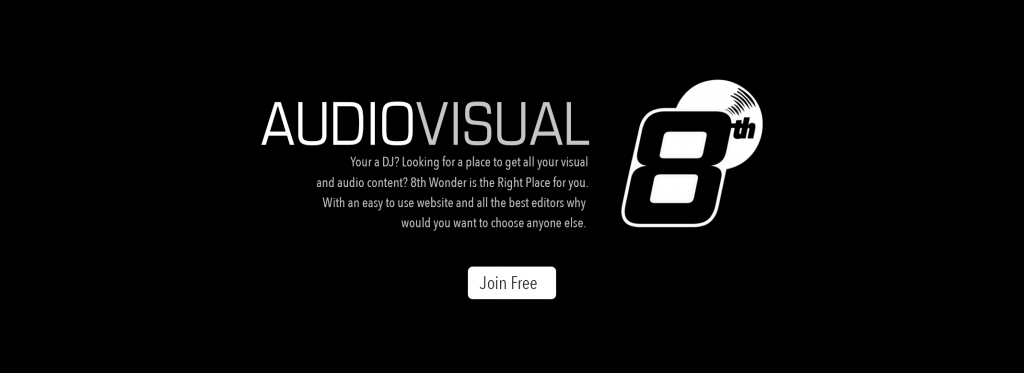 AUDIOVISUAL
Your a DJ? Looking for a place to get all your visual
and audio content? 8th Wonder is the Right Place for you.
With an easy to use website and all the best editors why
would you want to choose anyone else.
8th
Join Free